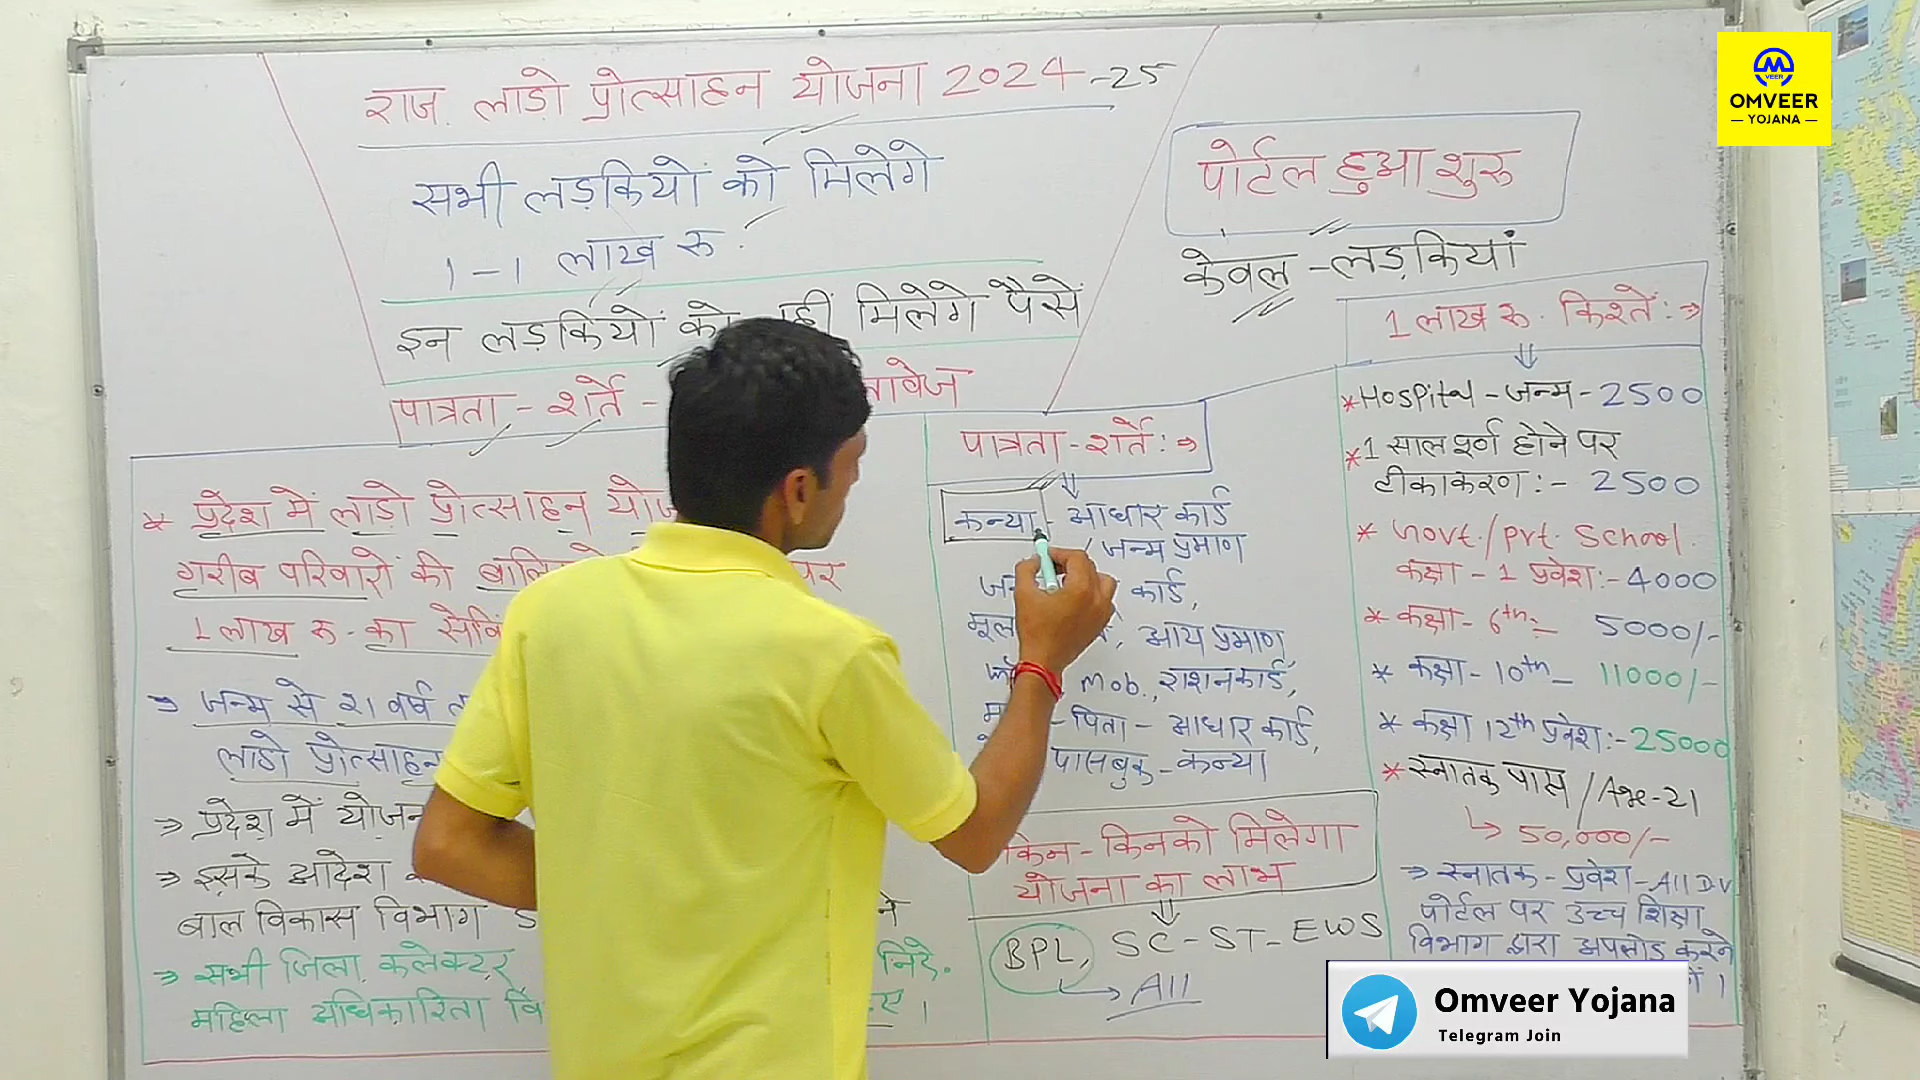 राज. लाडो प्रोत्साहन योजना 2024-25
सभी लड़कियों को मिलेगे
1-1 लाख रु.
इन लड़कियों को नहीं मिलेगे पैसे
पात्रता - शर्ते -
पोर्टल हुआ शुरु
केवल - लड़कियां
OMVEER
YOJANA
* प्रदेश में लाडो प्रोत्साहन
गरीब परिवारों की पर
1 लाख रु. का
⇒ जन्म से 21 वर्ष
लाडो प्रोत्साहन
⇒ प्रदेश में
⇒ इसके आदेश
बाल विकास विभाग
⇒ सभी जिला कलेक्टर निदे.
महिला अधिकारिता
पात्रता - शर्ते :⇒
कन्या - आधार कार्ड
/जन्म प्रमाण
कार्ड,
आय प्रमाण,
Mob., राशनकार्ड,
- पिता - आधार कार्ड,
पासबुक - कन्या
किन - किनको मिलेगा
योजना का लाभ
BPL, SC - ST - EWS
All
1 लाख रु. किश्ते :⇒
* Hospital - जन्म - 2500
* 1 साल पूर्ण होने पर
टीकाकरण :- 2500
* Govt./Prt. School
कक्षा - 1 प्रवेश :- 4000
* कक्षा - 6th :- 5000/-
* कक्षा - 10th - 11000/-
* कक्षा 12th प्रवेश :- 25000
* स्नातक पास / Age-21
50,000/-
⇒ स्नातक - प्रवेश - All
पोर्टल पर उच्च शिक्षा
विभाग द्वारा अपलोड करने
Omveer Yojana
Telegram Join